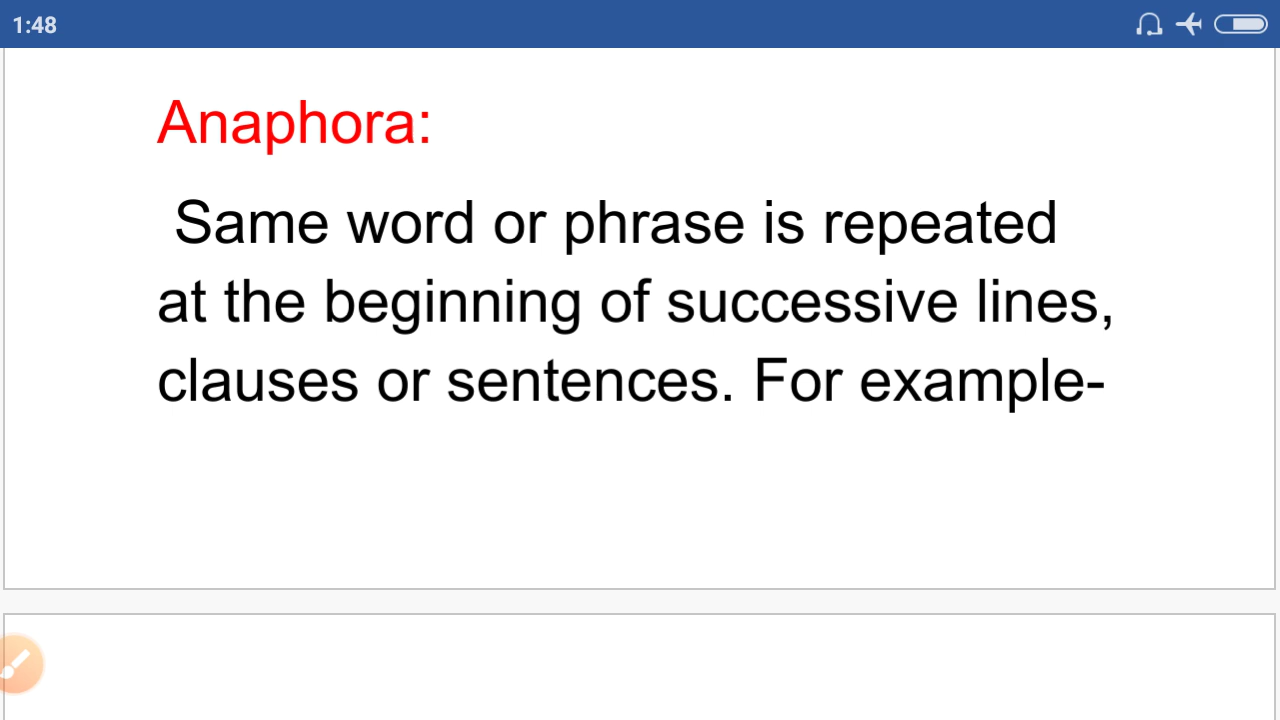 1:48
Anaphora:
Same word or phrase is repeated
at the beginning of successive lines,
clauses or sentences. For example-